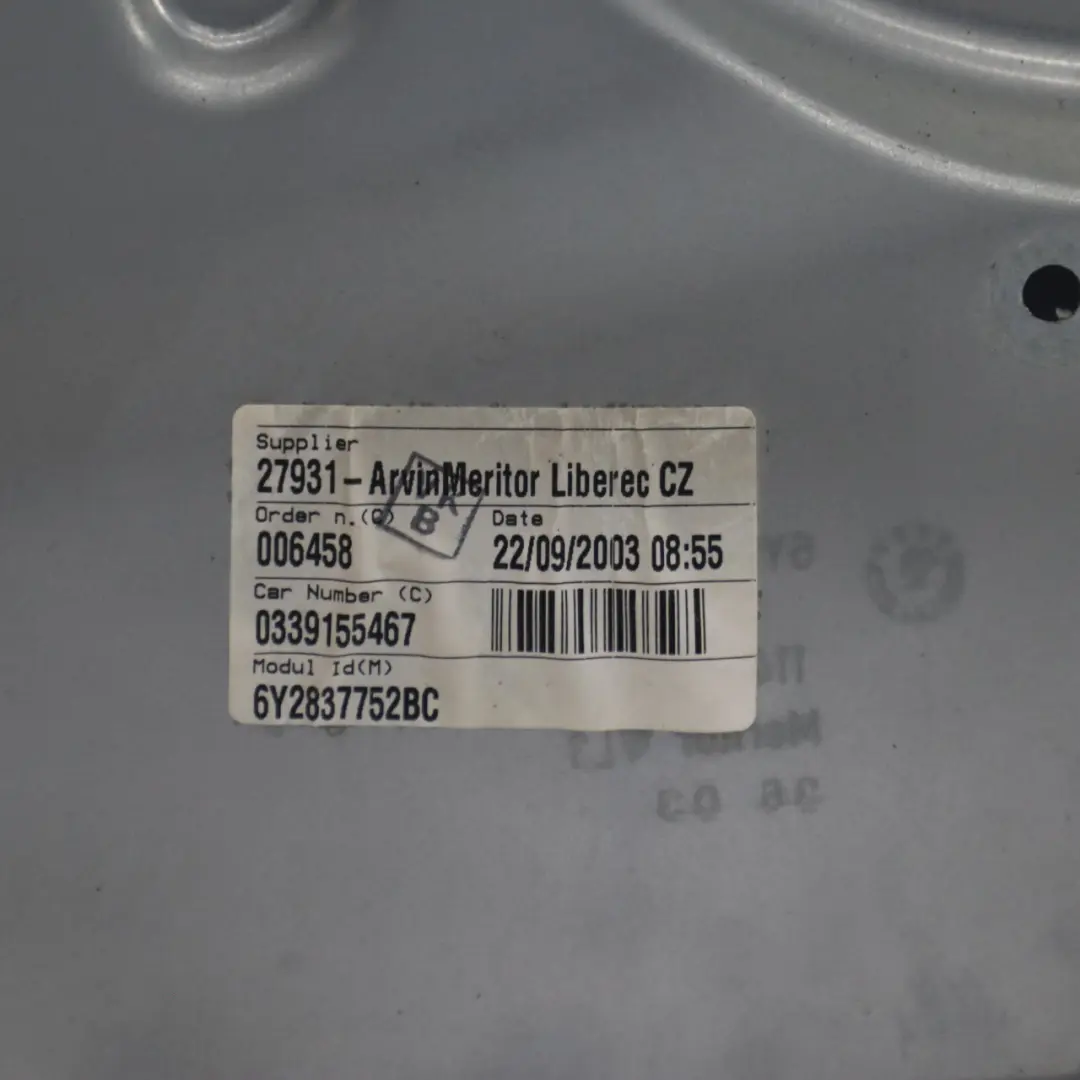 Supplier
27931-ArvinMeritor Liberec CZ
Order n.(O) Date
006458 22/09/2003 08:55
Car Number (C)
0339155467
Modul Id(M)
6Y2837752BC
B